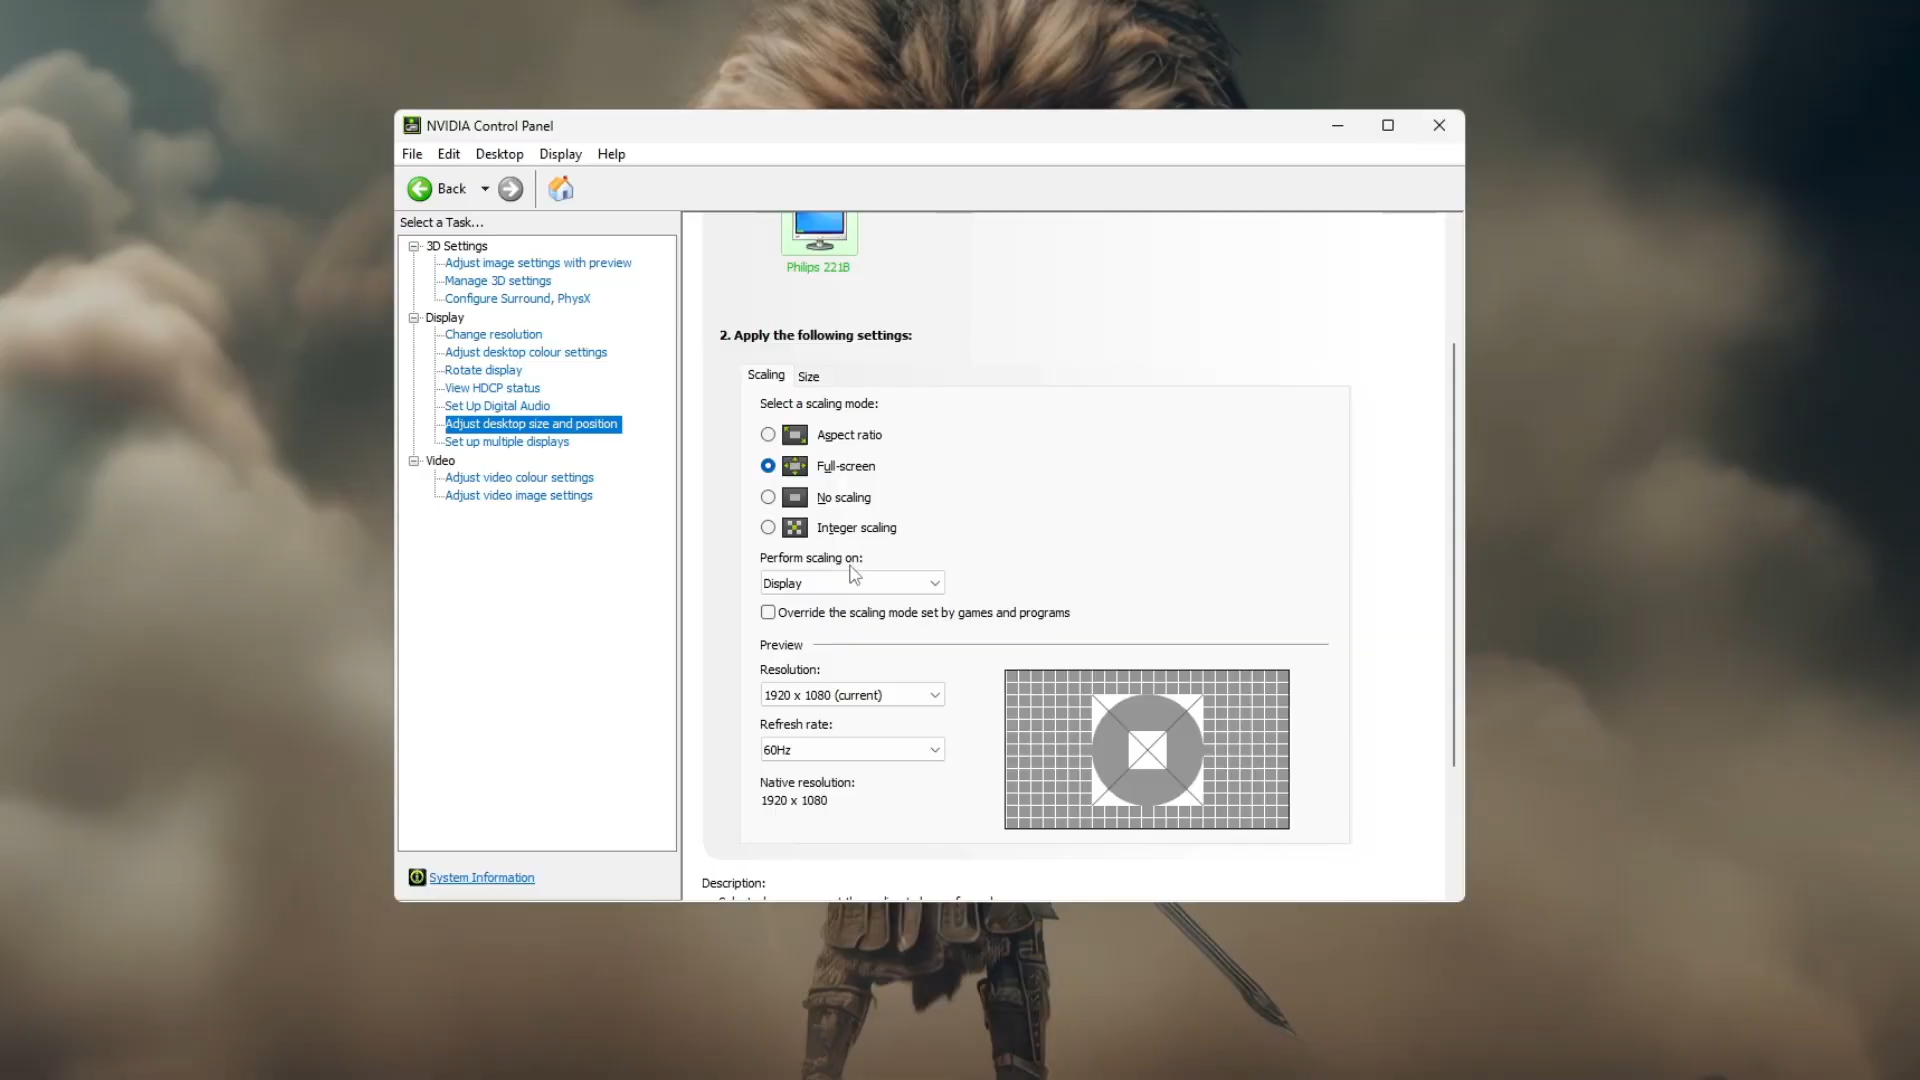 NVIDIA Control Panel
File Edit Desktop Display Help
Back
Select a Task...
3D Settings
Adjust image settings with preview
Manage 3D settings
Configure Surround, PhysX
Display
Change resolution
Adjust desktop colour settings
Rotate display
View HDCP status
Set Up Digital Audio
Adjust desktop size and position
Set up multiple displays
Video
Adjust video colour settings
Adjust video image settings
System Information
Philips 221B
2. Apply the following settings:
Scaling Size
Select a scaling mode:
Aspect ratio
Full-screen
No scaling
Integer scaling
Perform scaling on:
Display
Override the scaling mode set by games and programs
Preview
Resolution:
1920 x 1080 (current)
Refresh rate:
60Hz
Native resolution:
1920 x 1080
Description: